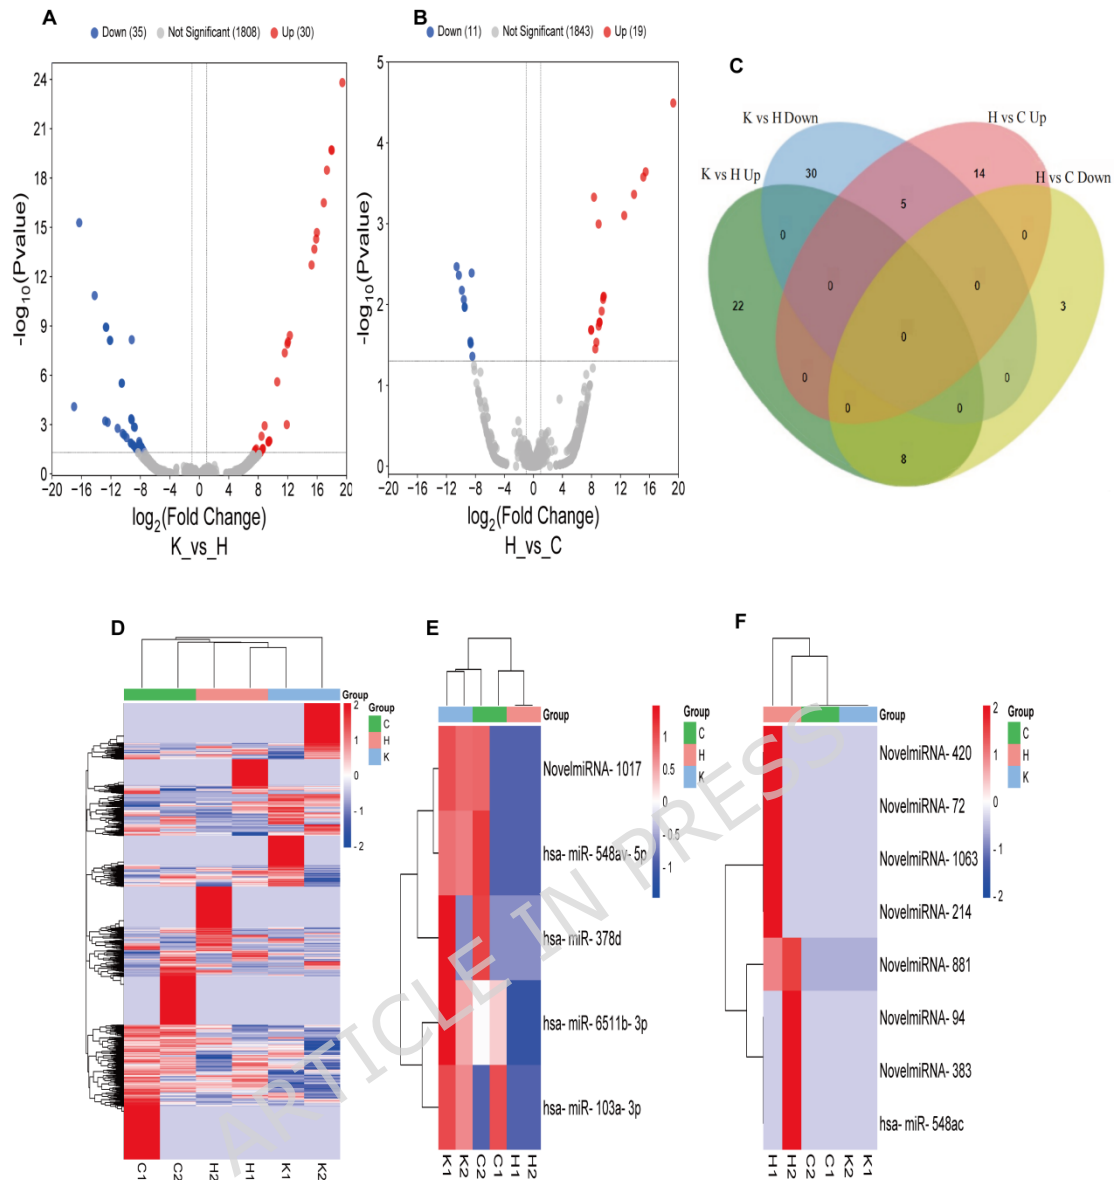 A
Down (35) Not Significant (1808) Up (30)
24
21
18
15
12
9
6
3
0
-log10(Pvalue)
−20 −16 −12 −8 −4 0 4 8 12 16 20
log2(Fold Change)
K_vs_H
B
Down (11) Not Significant (1843) Up (19)
5
4
3
2
1
0
-log10(Pvalue)
−20 −16 −12 −8 −4 0 4 8 12 16 20
log2(Fold Change)
H_vs_C
C
K vs H Down
H vs C Up
K vs H Up
H vs C Down
30
14
5
0
0
22
0
0
3
0
0
0
0
0
8
D
Group
2
1
0
-1
-2
Group
C
H
K
C1 C2 H2 H1 K1 K2
E
Group
1
0.5
0
-0.5
-1
Group
C
H
K
NovelmiRNA- 1017
hsa- miR- 548av- 5p
hsa- miR- 378d
hsa- miR- 6511b- 3p
hsa- miR- 103a- 3p
K1 K2 C2 C1 H1 H2
F
Group
2
1
0
-1
-2
Group
C
H
K
NovelmiRNA- 420
NovelmiRNA- 72
NovelmiRNA- 1063
NovelmiRNA- 214
NovelmiRNA- 881
NovelmiRNA- 94
NovelmiRNA- 383
hsa- miR- 548ac
H1 H2 C2 C1 K2 K1
ARTICLE IN PRESS